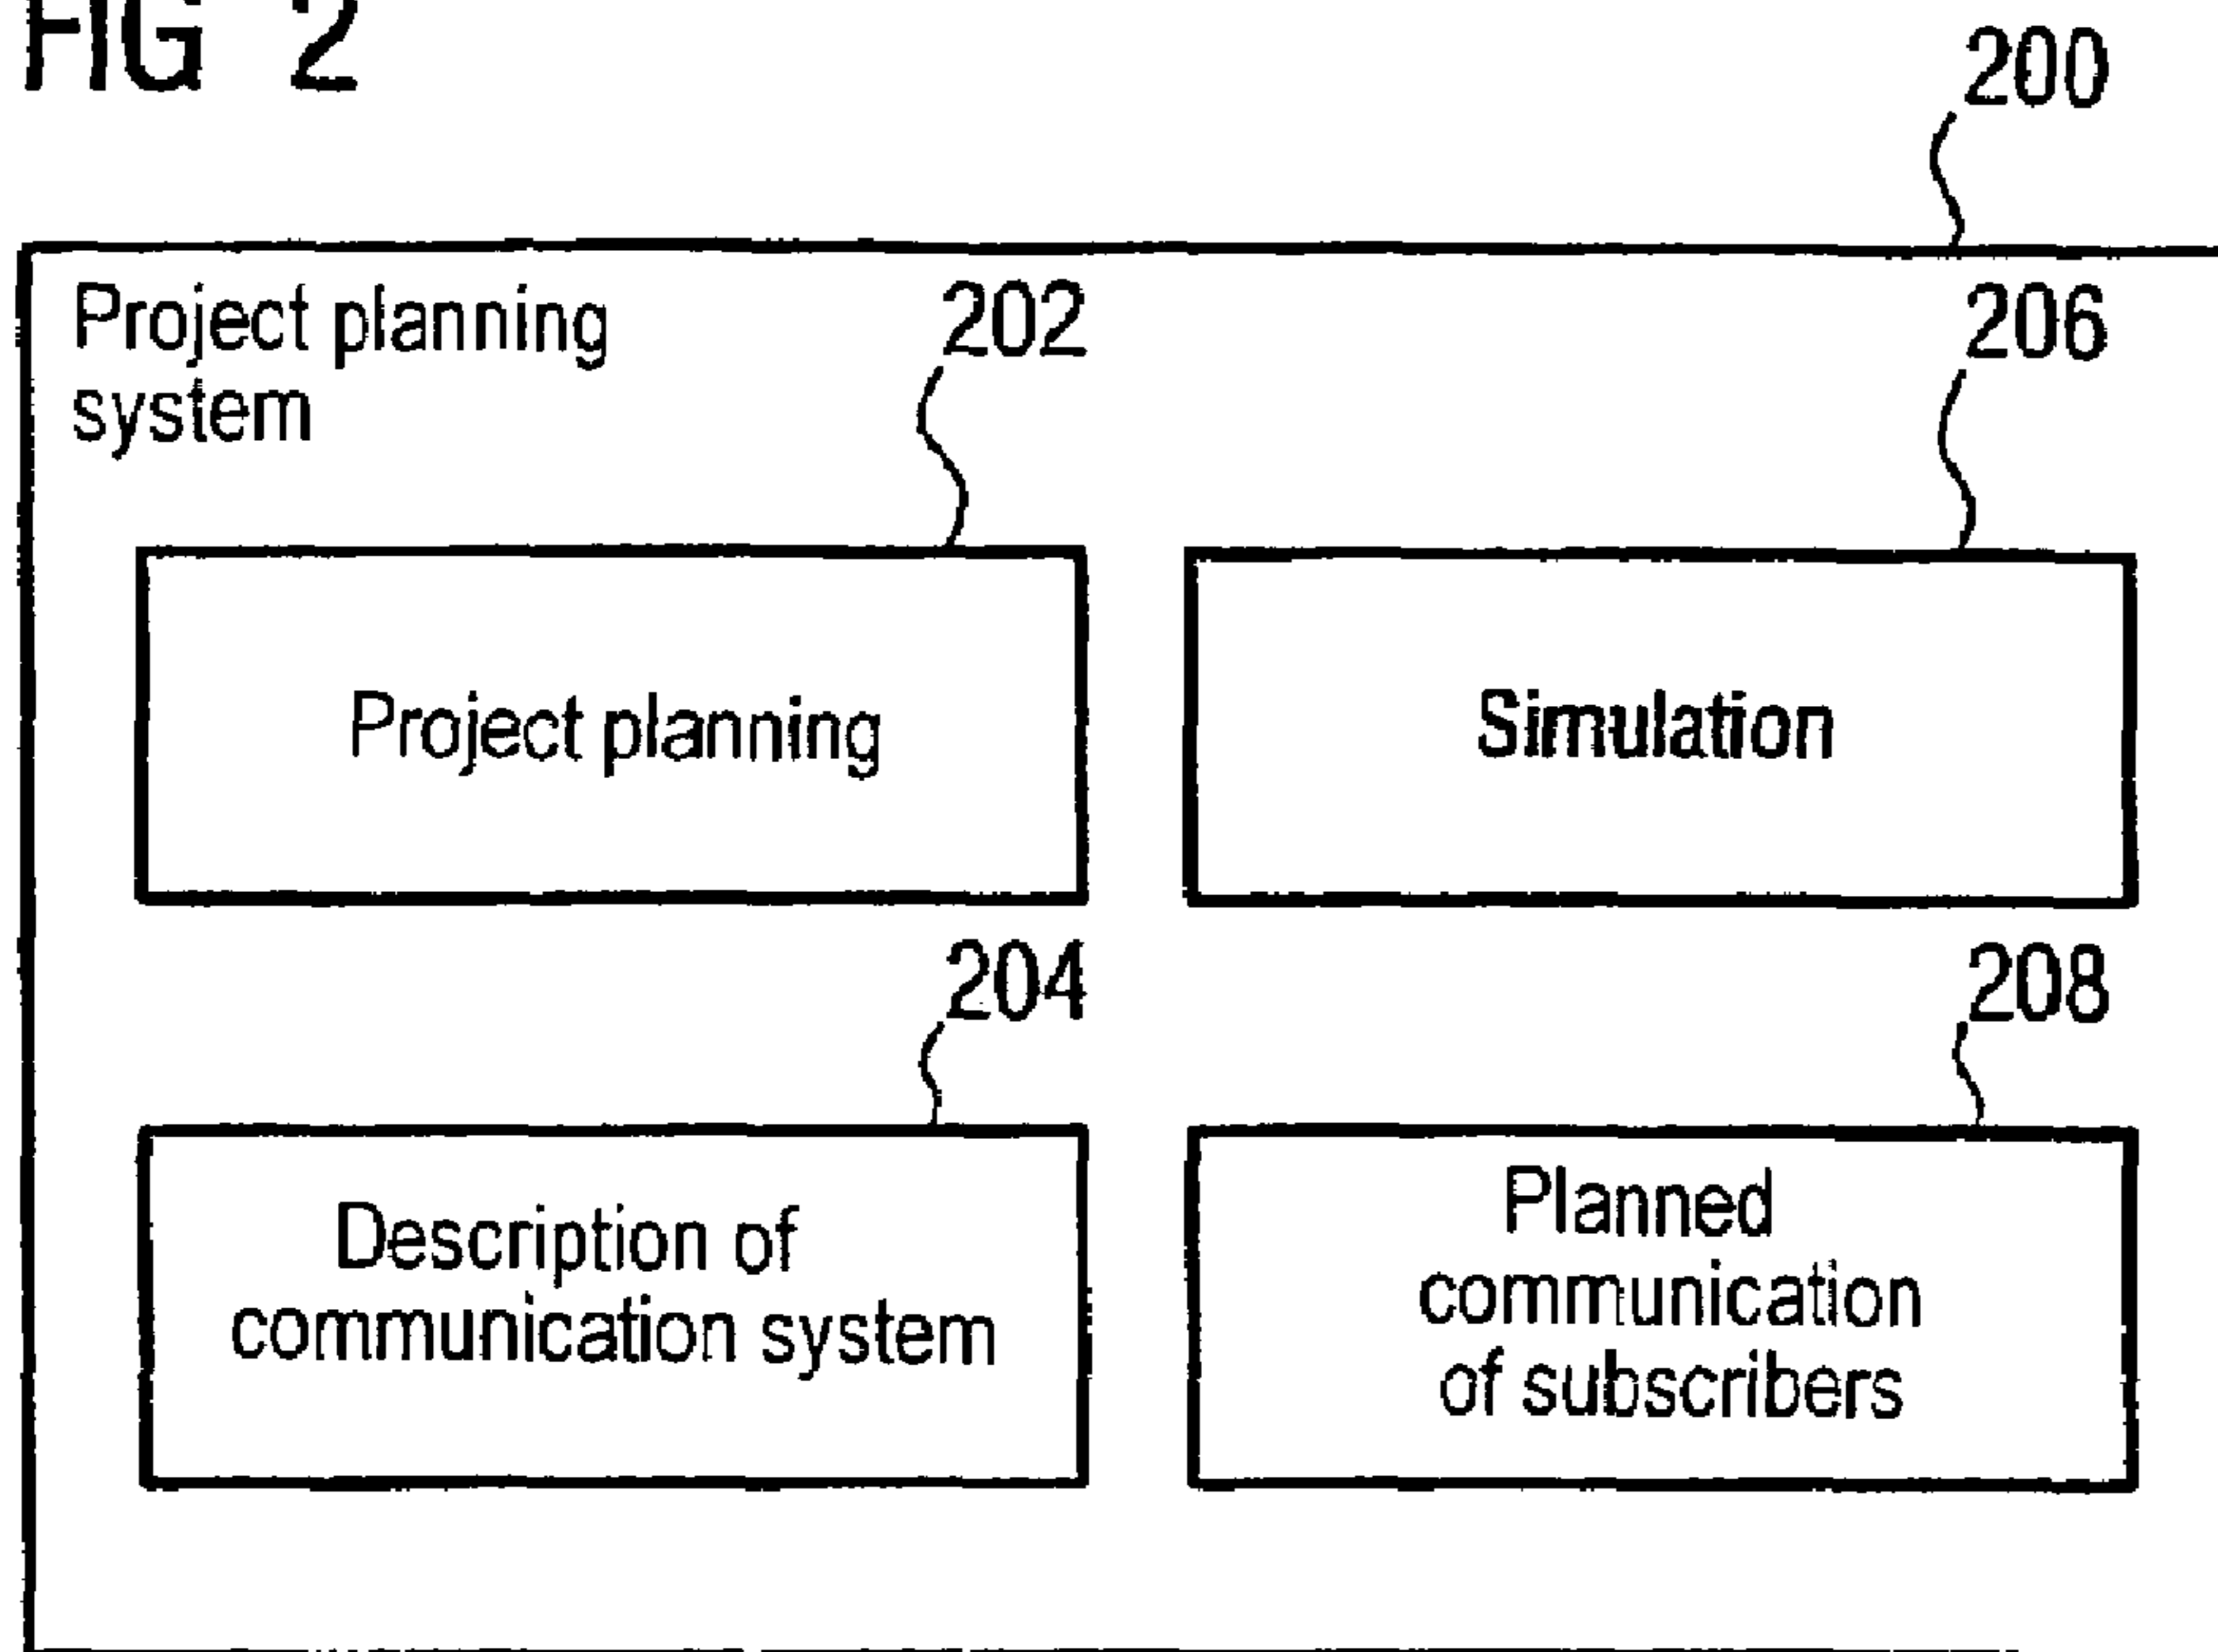 FIG 2
200
Project planning
system
202
206
Project planning
Simulation
204
208
Description of
communication system
Planned
communication
of subscribers